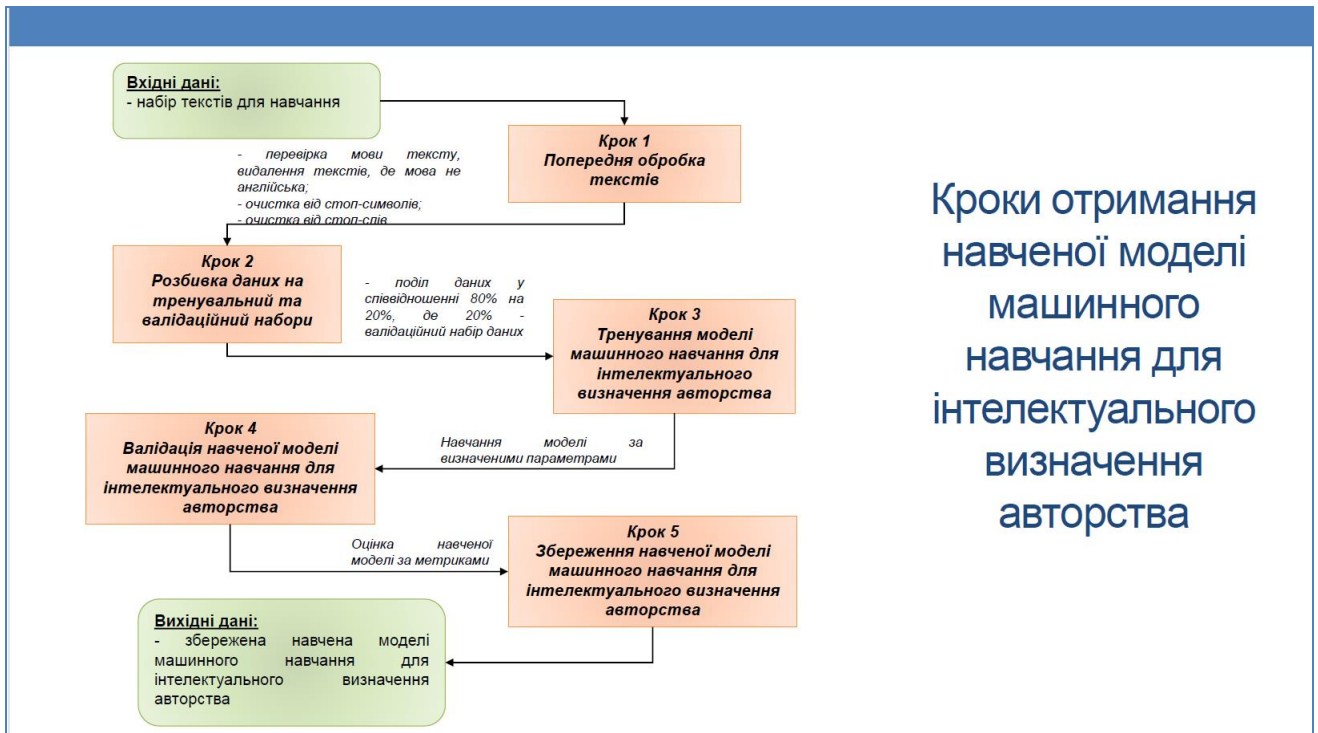 Вхідні дані:
- набір текстів для навчання
Крок 1
Попередня обробка
текстів
- перевірка мови тексту,
видалення текстів, де мова не
англійська;
- очистка від стоп-символів;
- очистка від стоп-слів
Крок 2
Розбивка даних на
тренувальний та
валідаційний набори
- поділ даних у
співвідношенні 80% на
20%, де 20% -
валідаційний набір даних
Крок 3
Тренування моделі
машинного навчання для
інтелектуального
визначення авторства
Навчання моделі за
визначеними параметрами
Крок 4
Валідація навченої моделі
машинного навчання для
інтелектуального визначення
авторства
Оцінка навченої
моделі за метриками
Крок 5
Збереження навченої моделі
машинного навчання для
інтелектуального визначення
авторства
Вихідні дані:
- збережена навчена моделі
машинного навчання для
інтелектуального визначення
авторства
Кроки отримання
навченої моделі
машинного
навчання для
інтелектуального
визначення
авторства